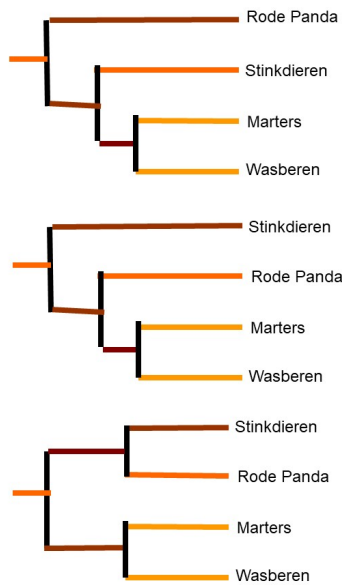 Rode Panda
Stinkdieren
Marters
Wasberen
Stinkdieren
Rode Panda
Marters
Wasberen
Stinkdieren
Rode Panda
Marters
Wasberen